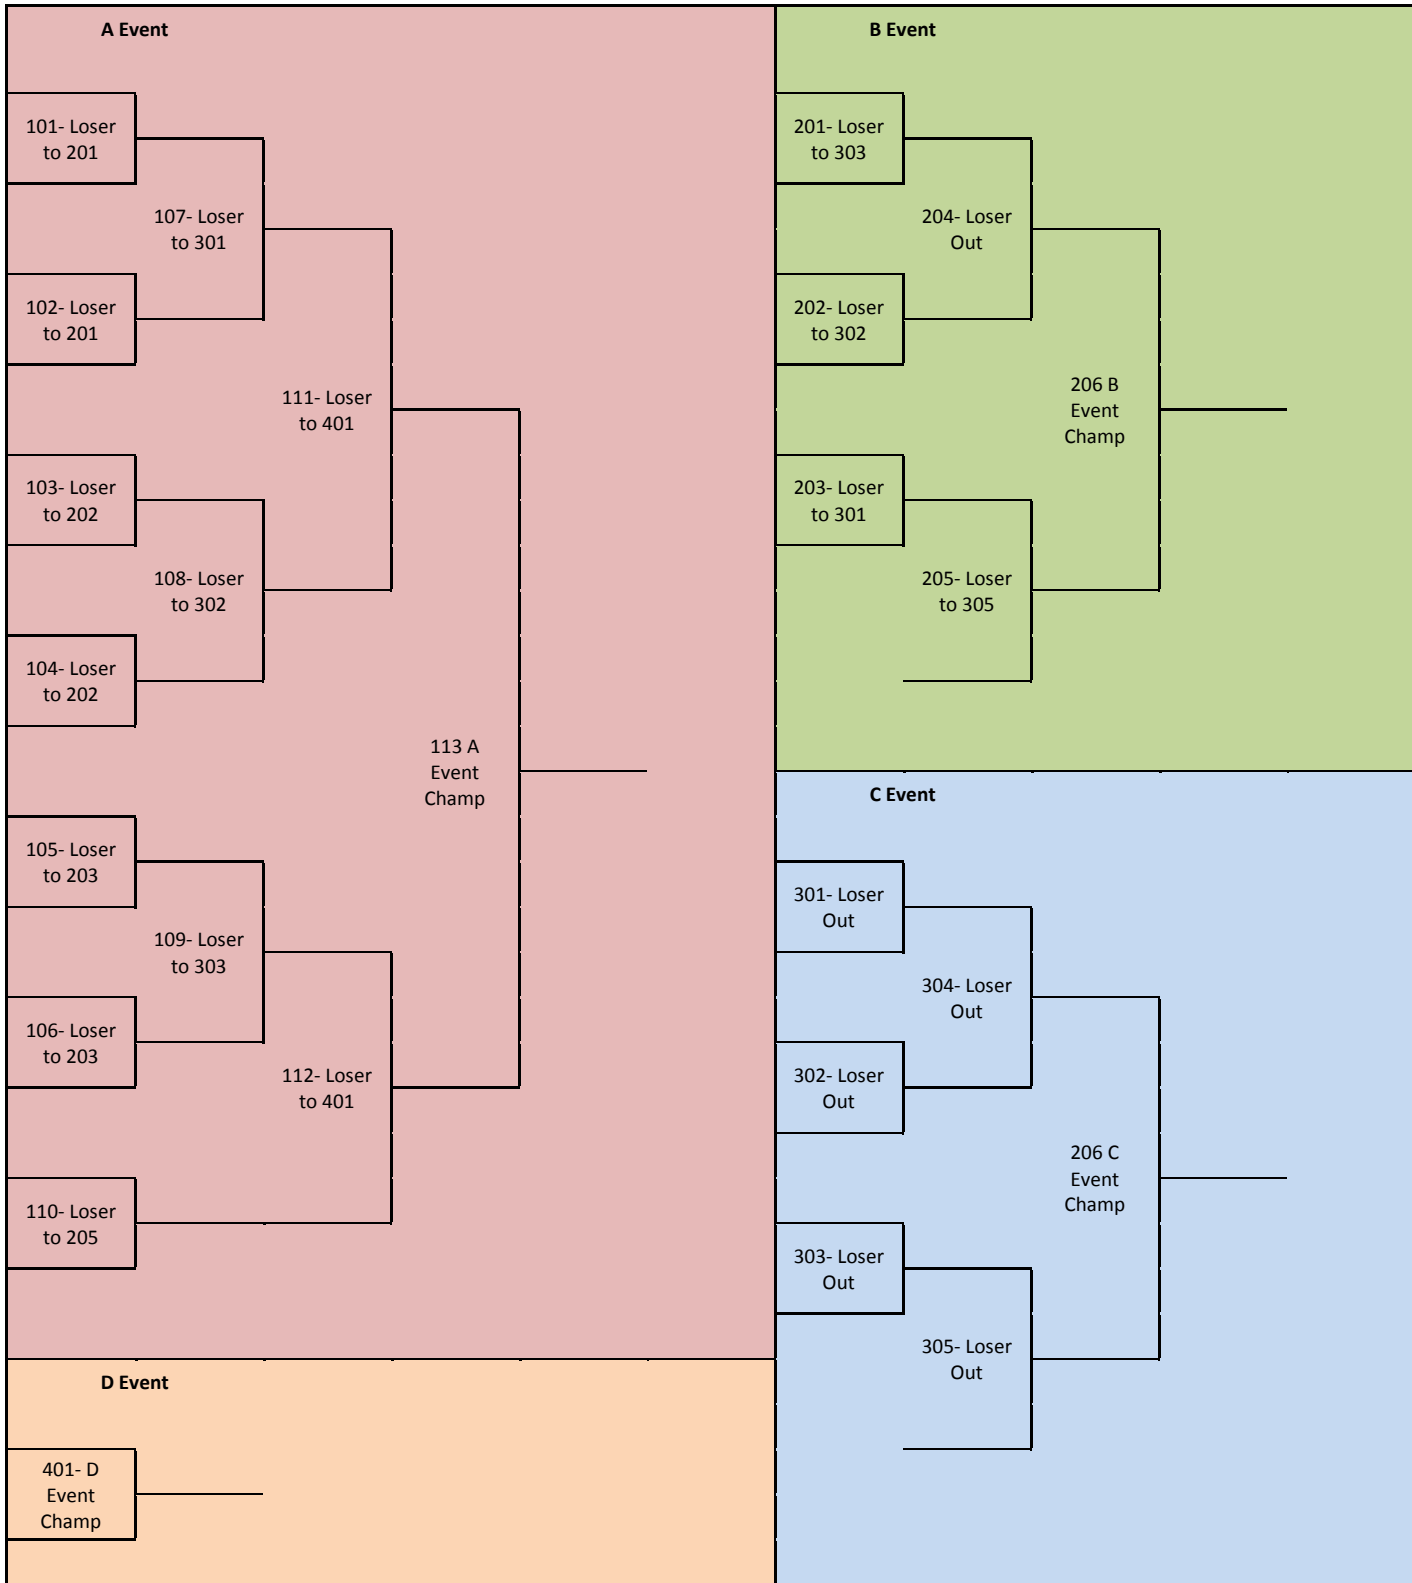 A Event
101- Loser
to 201
107- Loser
to 301
102- Loser
to 201
111- Loser
to 401
103- Loser
to 202
108- Loser
to 302
104- Loser
to 202
113 A
Event
Champ
105- Loser
to 203
109- Loser
to 303
106- Loser
to 203
112- Loser
to 401
110- Loser
to 205
B Event
201- Loser
to 303
204- Loser
Out
202- Loser
to 302
206 B
Event
Champ
203- Loser
to 301
205- Loser
to 305
C Event
301- Loser
Out
304- Loser
Out
302- Loser
Out
206 C
Event
Champ
303- Loser
Out
305- Loser
Out
D Event
401- D
Event
Champ